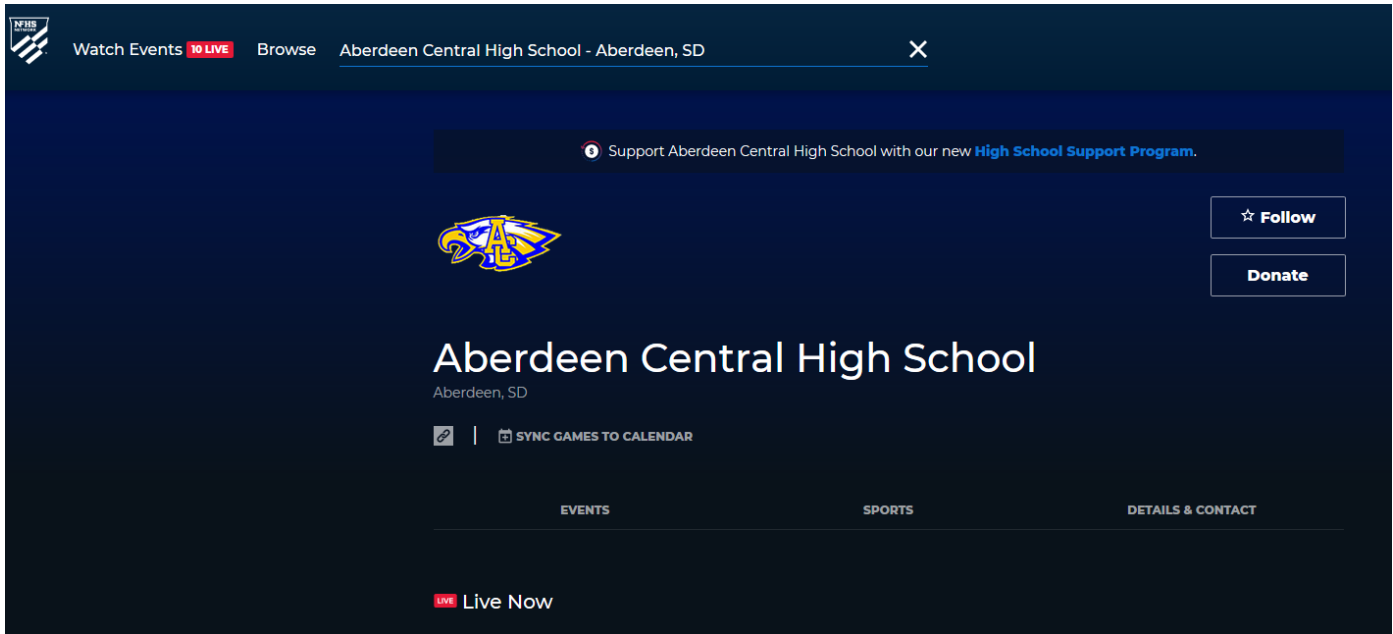 NFHS
NETWORK
Watch Events 10 LIVE Browse Aberdeen Central High School - Aberdeen, SD
Support Aberdeen Central High School with our new High School Support Program.
Follow
AC
Donate
Aberdeen Central High School
Aberdeen, SD
SYNC GAMES TO CALENDAR
EVENTS SPORTS DETAILS & CONTACT
LIVE Live Now